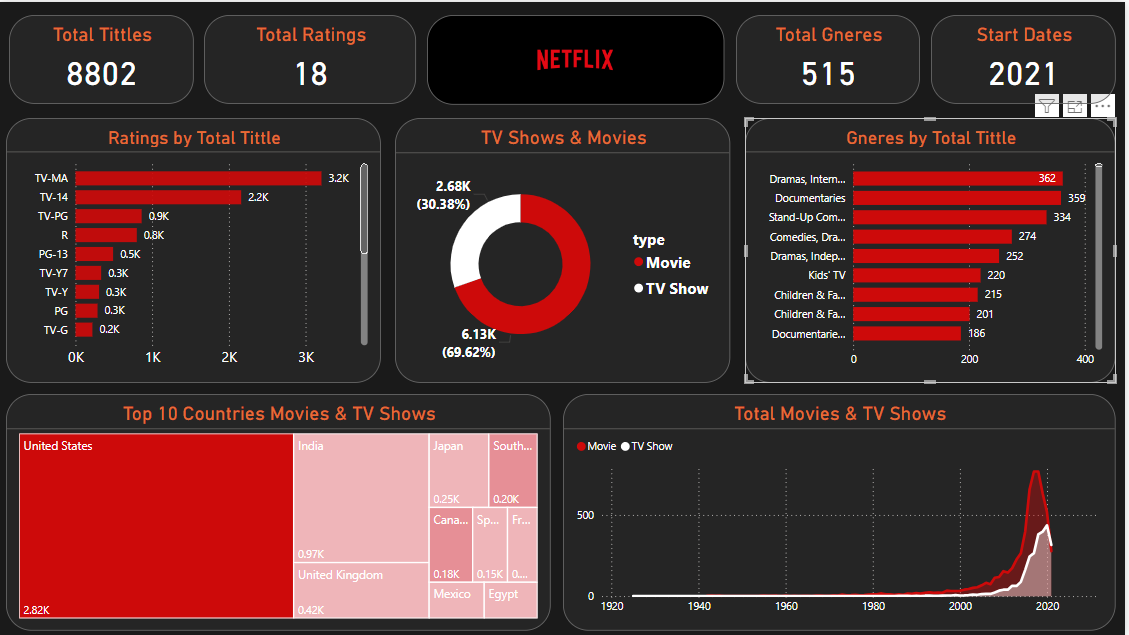 Total Tittles
8802
Total Ratings
18
NETFLIX
Total Gneres
515
Start Dates
2021
Ratings by Total Tittle
TV-MA 3.2K
TV-14 2.2K
TV-PG 0.9K
R 0.8K
PG-13 0.5K
TV-Y7 0.3K
TV-Y 0.3K
PG 0.3K
TV-G 0.2K
0K 1K 2K 3K
TV Shows & Movies
2.68K
(30.38%)
6.13K
(69.62%)
type
Movie
TV Show
Gneres by Total Tittle
Dramas, Intern... 362
Documentaries 359
Stand-Up Com... 334
Comedies, Dra... 274
Dramas, Indep... 252
Kids' TV 220
Children & Fa... 215
Children & Fa... 201
Documentarie... 186
0 200 400
Top 10 Countries Movies & TV Shows
United States
2.82K
India
0.97K
United Kingdom
0.42K
Japan
0.25K
South...
0.20K
Cana...
0.18K
Sp...
0.15K
Fr...
0....
Mexico
Egypt
Total Movies & TV Shows
Movie TV Show
500
0
1920 1940 1960 1980 2000 2020